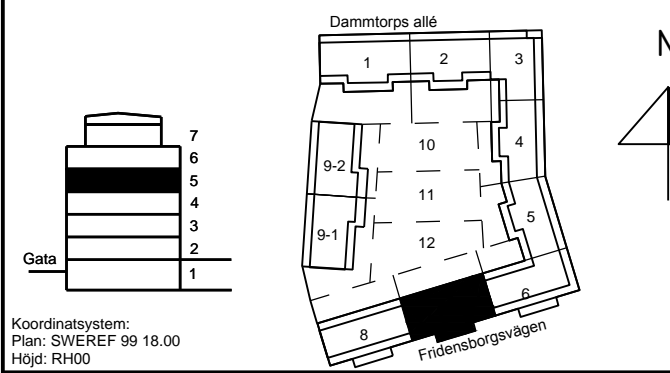 Dammtorps allé
1
2
3
4
5
6
8
9-2
9-1
10
11
12
Fridensborgsvägen
N
7
6
5
4
3
2
1
Gata
Koordinatsystem:
Plan: SWEREF 99 18.00
Höjd: RH00